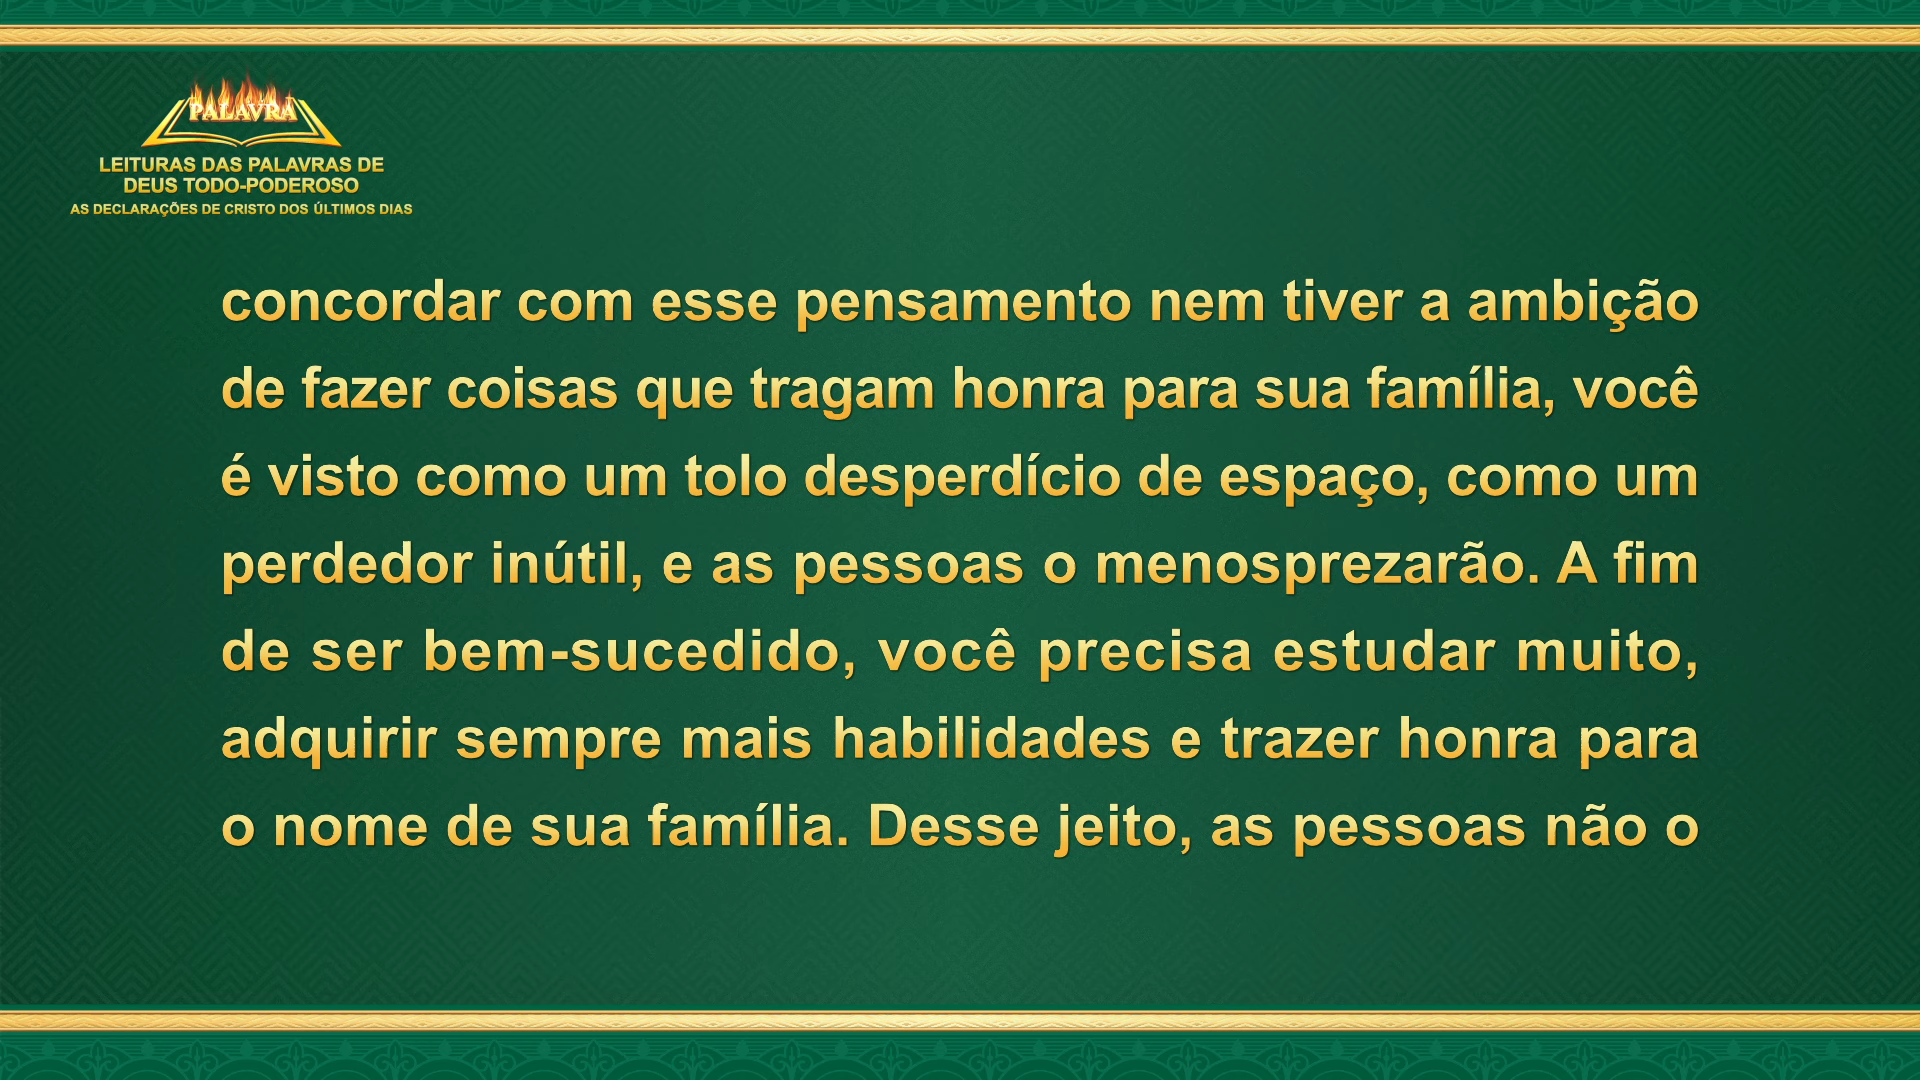 PALAVRA
LEITURAS DAS PALAVRAS DE
DEUS TODO-PODEROSO
AS DECLARAÇÕES DE CRISTO DOS ÚLTIMOS DIAS
concordar com esse pensamento nem tiver a ambição
de fazer coisas que tragam honra para sua família, você
é visto como um tolo desperdício de espaço, como um
perdedor inútil, e as pessoas o menosprezarão. A fim
de ser bem-sucedido, você precisa estudar muito,
adquirir sempre mais habilidades e trazer honra para
o nome de sua família. Desse jeito, as pessoas não o